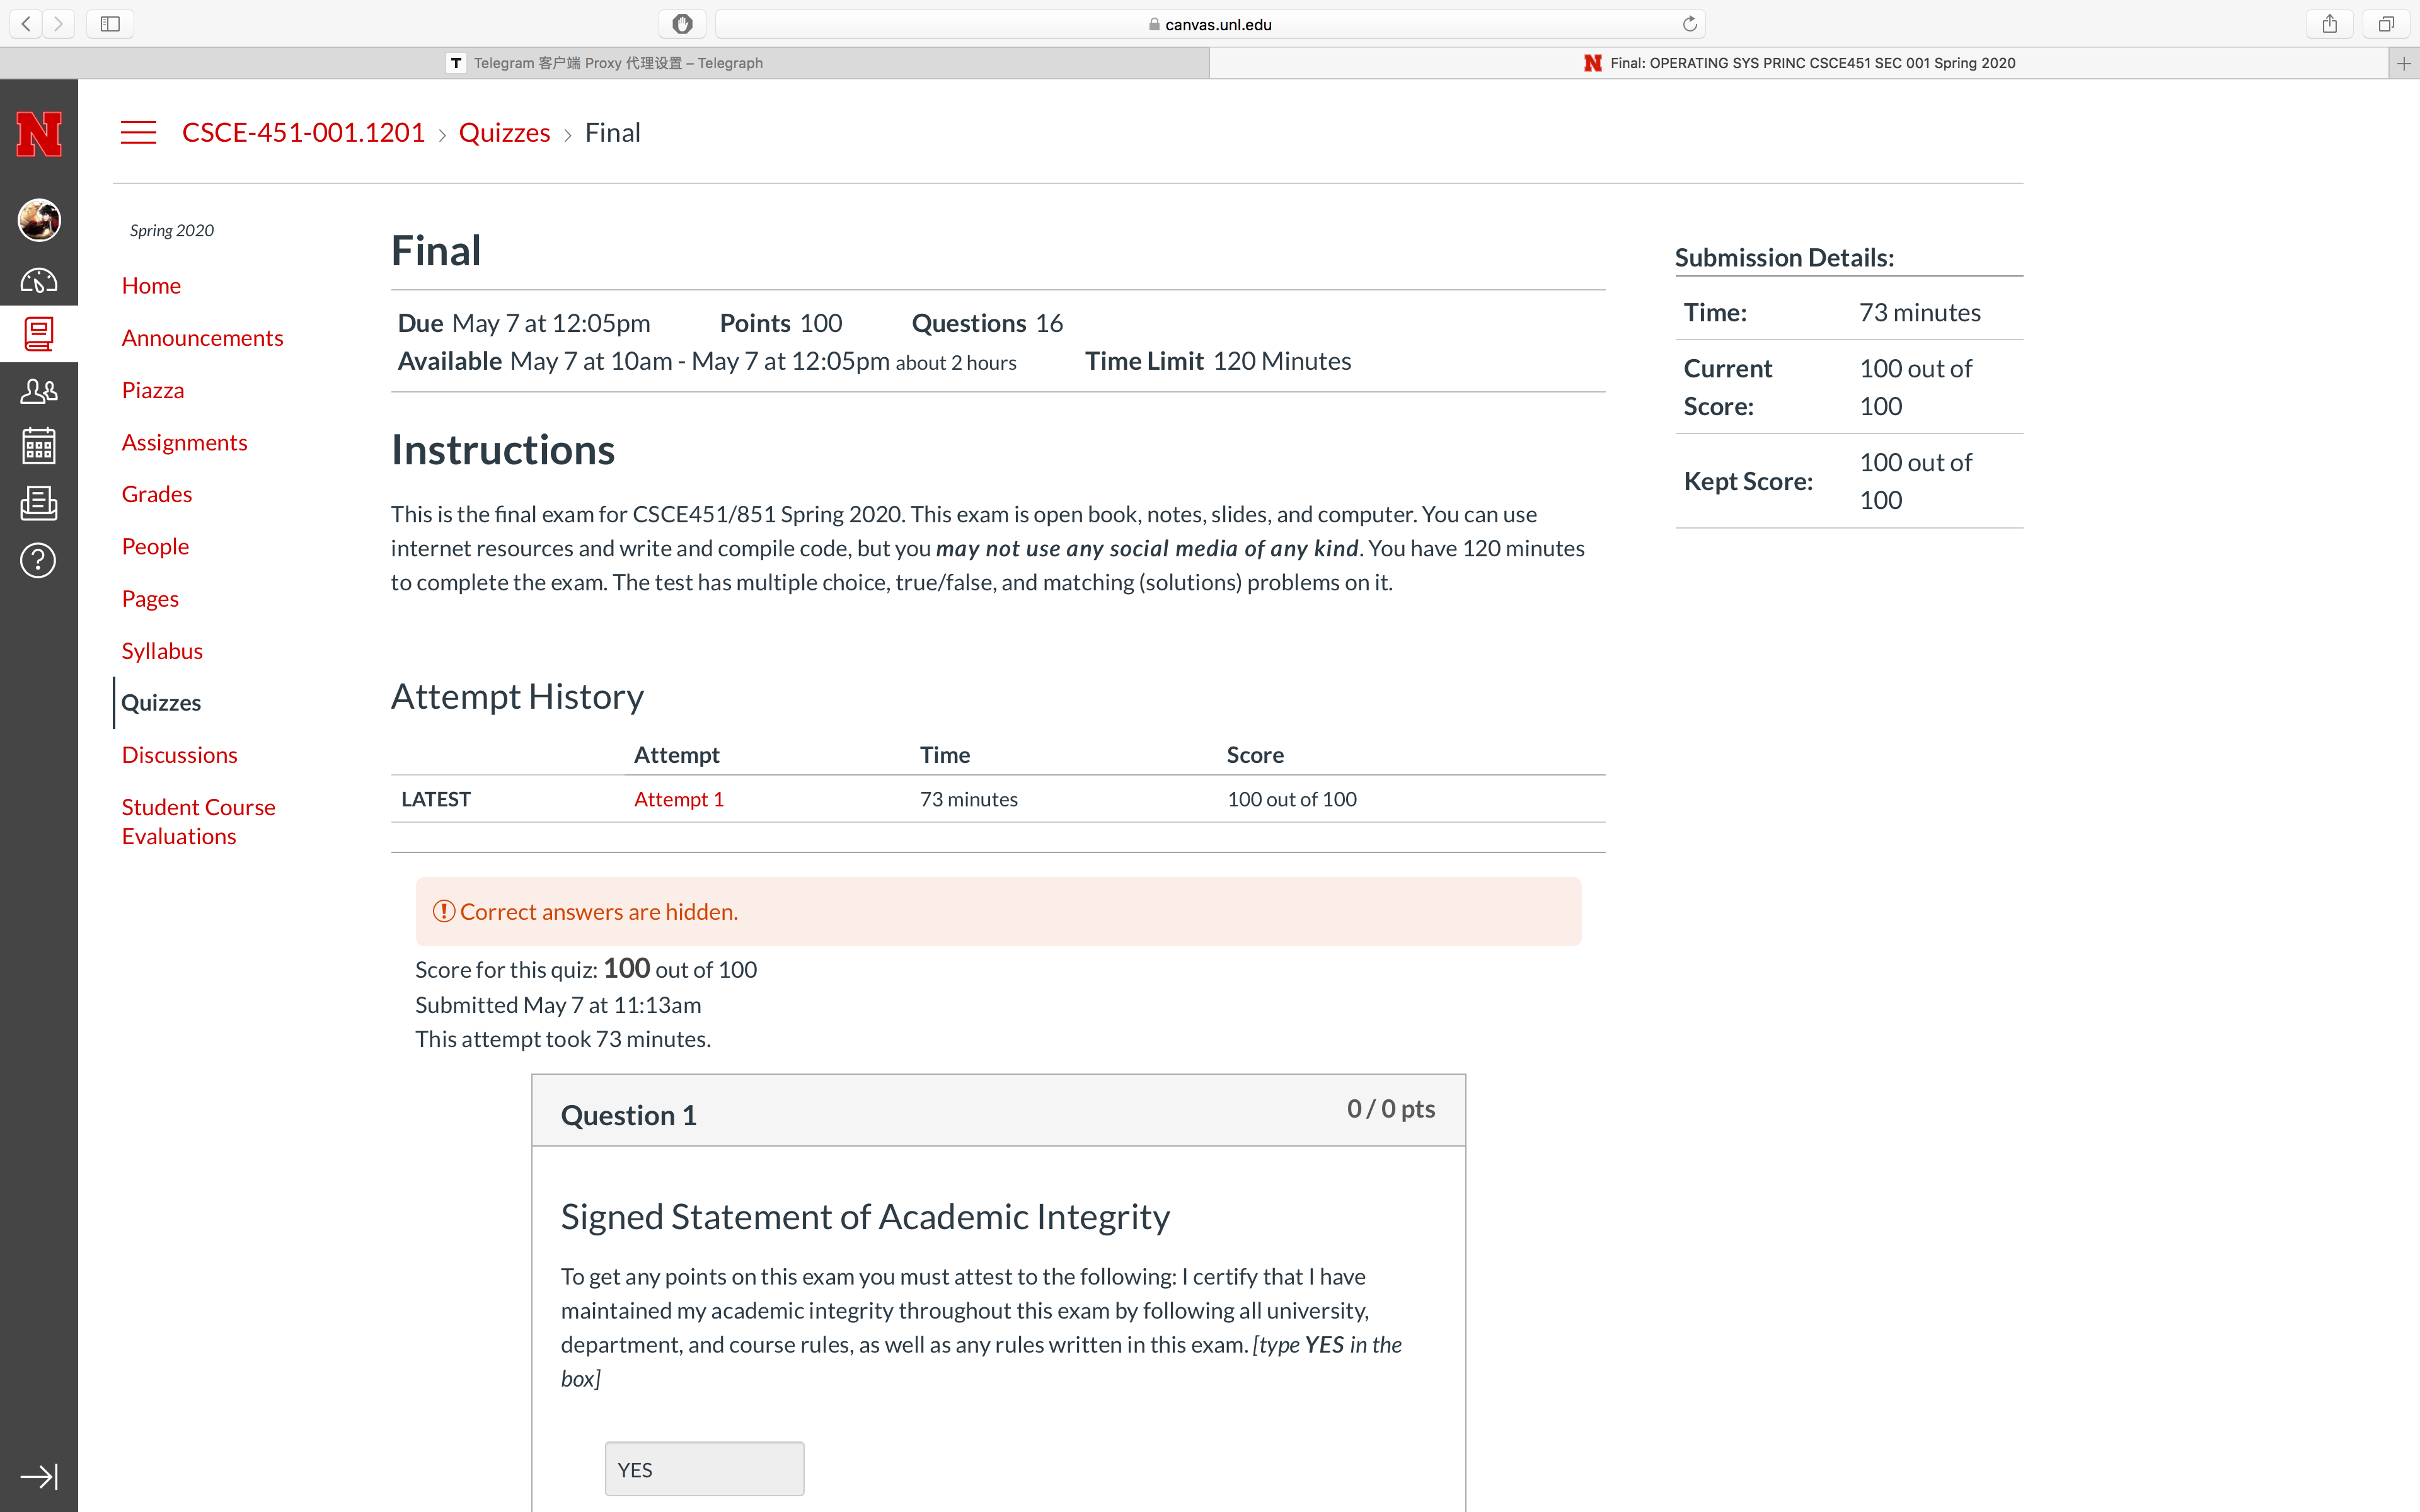 canvas.unl.edu
T Telegram 客户端 Proxy 代理设置 – Telegraph
N Final: OPERATING SYS PRINC CSCE451 SEC 001 Spring 2020
N
CSCE-451-001.1201 › Quizzes › Final
Spring 2020
Home
Announcements
Piazza
Assignments
Grades
People
Pages
Syllabus
Quizzes
Discussions
Student Course
Evaluations
Final
Due May 7 at 12:05pm Points 100 Questions 16
Available May 7 at 10am - May 7 at 12:05pm about 2 hours Time Limit 120 Minutes
Instructions
This is the final exam for CSCE451/851 Spring 2020. This exam is open book, notes, slides, and computer. You can use
internet resources and write and compile code, but you may not use any social media of any kind. You have 120 minutes
to complete the exam. The test has multiple choice, true/false, and matching (solutions) problems on it.
Attempt History
Attempt Time Score
LATEST Attempt 1 73 minutes 100 out of 100
Correct answers are hidden.
Score for this quiz: 100 out of 100
Submitted May 7 at 11:13am
This attempt took 73 minutes.
Question 1 0 / 0 pts
Signed Statement of Academic Integrity
To get any points on this exam you must attest to the following: I certify that I have
maintained my academic integrity throughout this exam by following all university,
department, and course rules, as well as any rules written in this exam. [type YES in the
box]
YES
Submission Details:
Time: 73 minutes
Current 100 out of
Score: 100
Kept Score: 100 out of
100